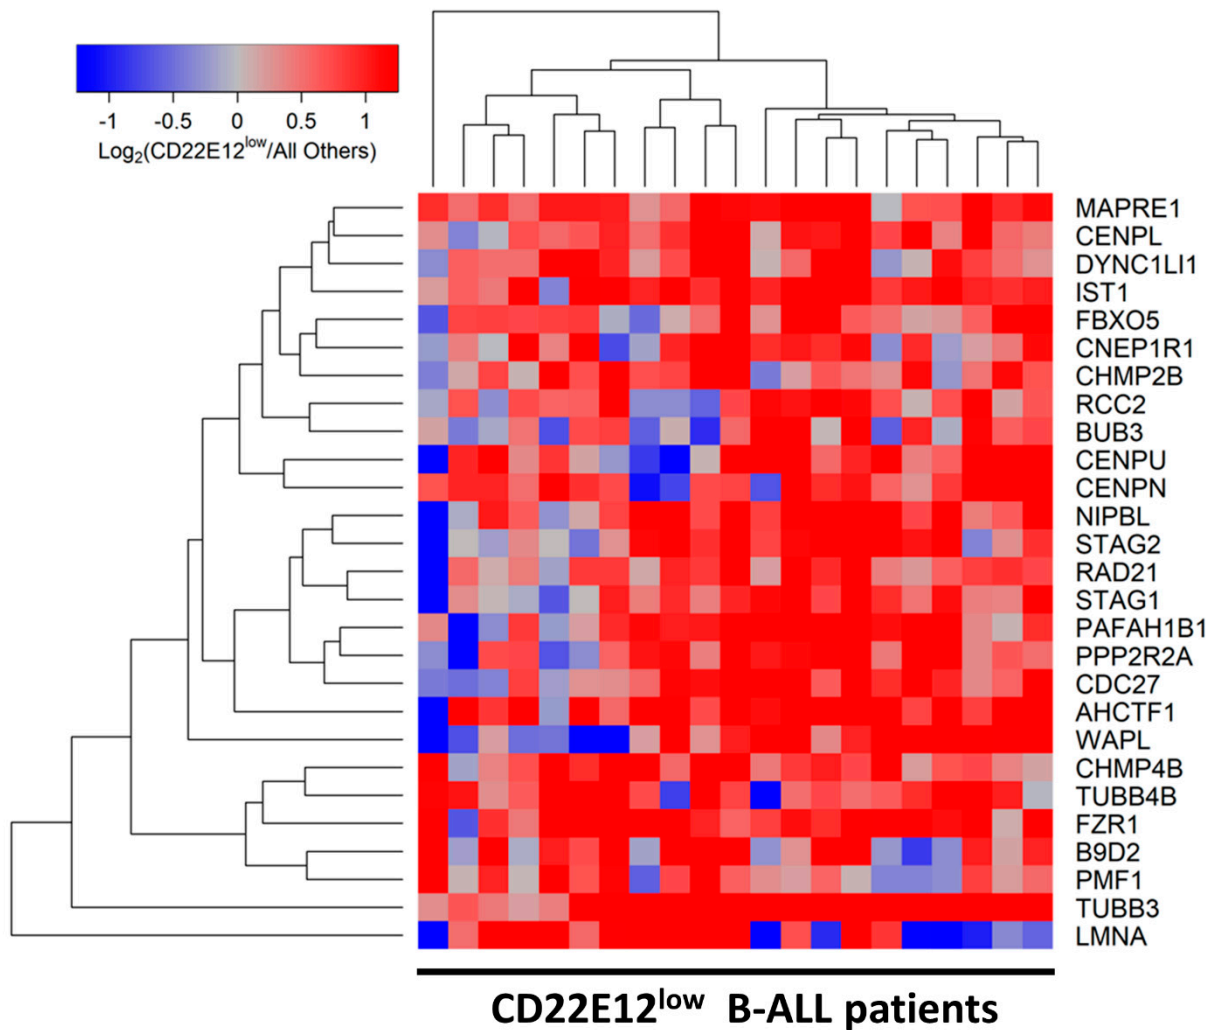 -1 -0.5 0 0.5 1
Log₂(CD22E12ˡᵒʷ/All Others)
MAPRE1
CENPL
DYNC1LI1
IST1
FBXO5
CNEP1R1
CHMP2B
RCC2
BUB3
CENPU
CENPN
NIPBL
STAG2
RAD21
STAG1
PAFAH1B1
PPP2R2A
CDC27
AHCTF1
WAPL
CHMP4B
TUBB4B
FZR1
B9D2
PMF1
TUBB3
LMNA
CD22E12ˡᵒʷ B-ALL patients